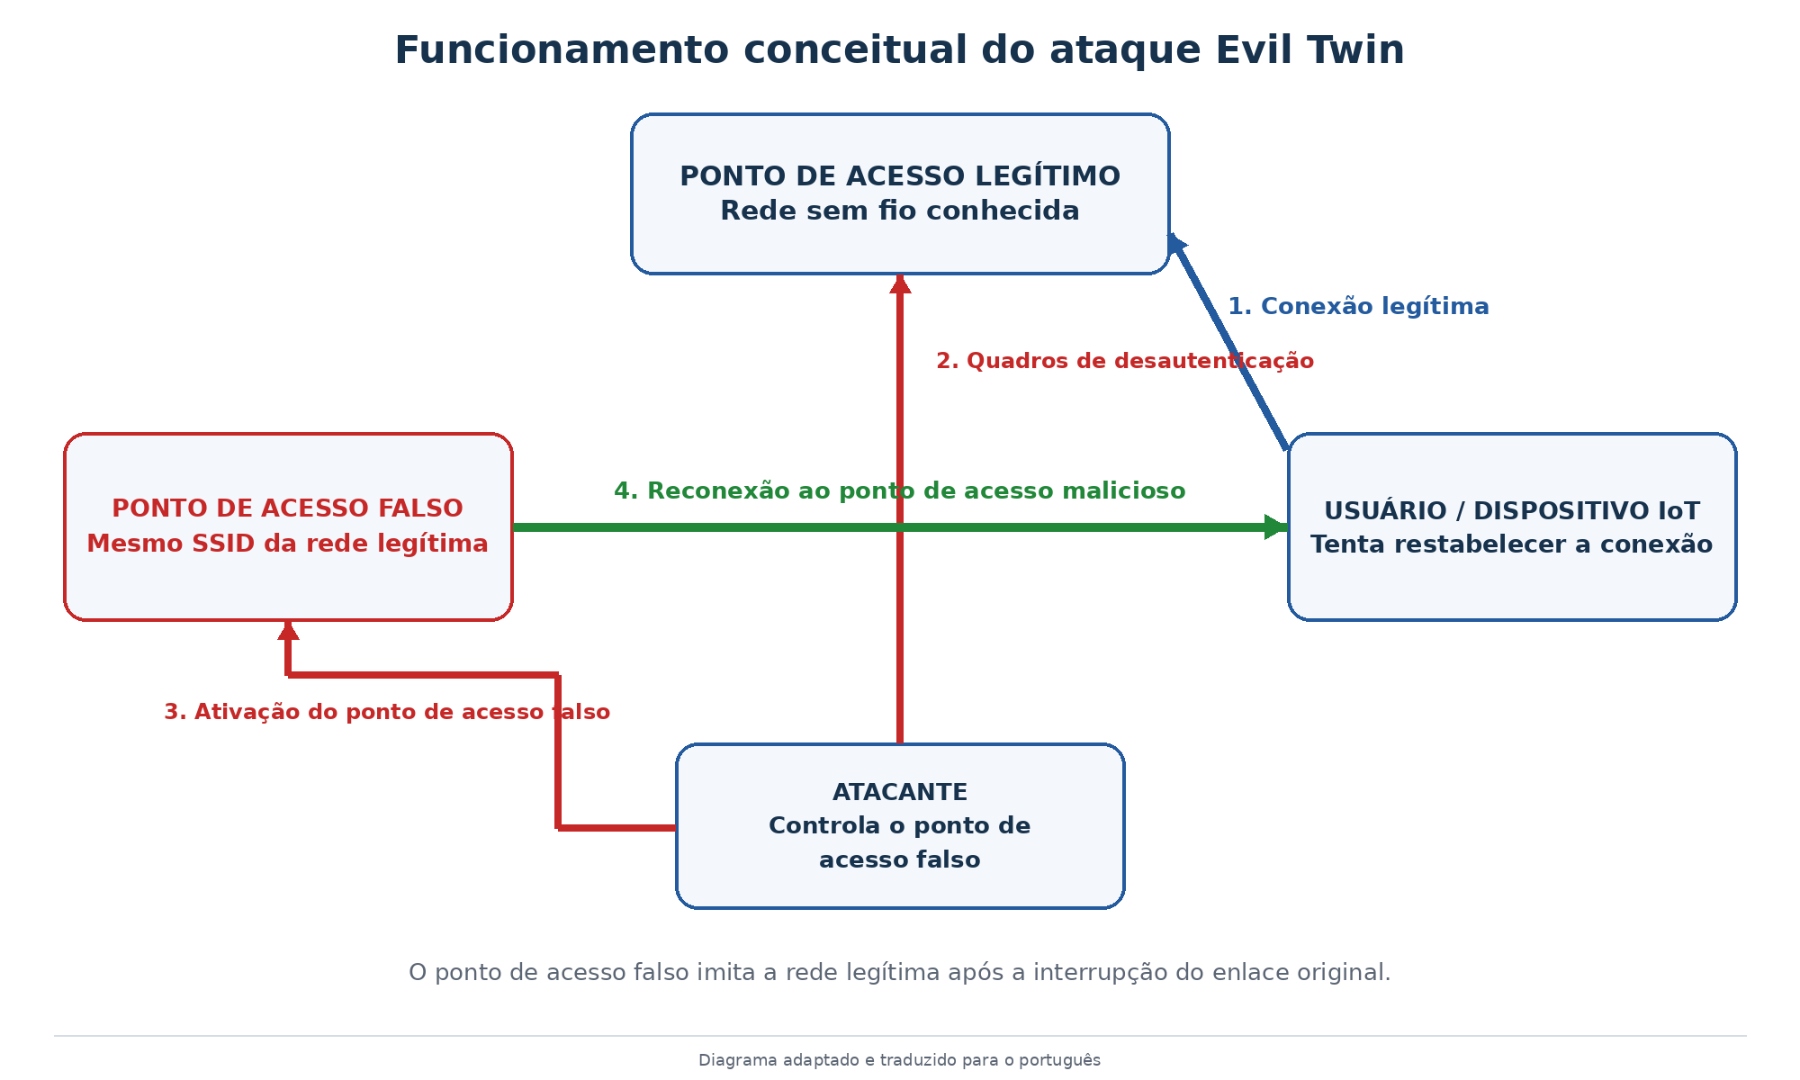 Funcionamento conceitual do ataque Evil Twin
PONTO DE ACESSO LEGÍTIMO
Rede sem fio conhecida
1. Conexão legítima
2. Quadros de desautenticação
4. Reconexão ao ponto de acesso malicioso
PONTO DE ACESSO FALSO
Mesmo SSID da rede legítima
USUÁRIO / DISPOSITIVO IoT
Tenta restabelecer a conexão
3. Ativação do ponto de acesso falso
ATACANTE
Controla o ponto de
acesso falso
O ponto de acesso falso imita a rede legítima após a interrupção do enlace original.
Diagrama adaptado e traduzido para o português